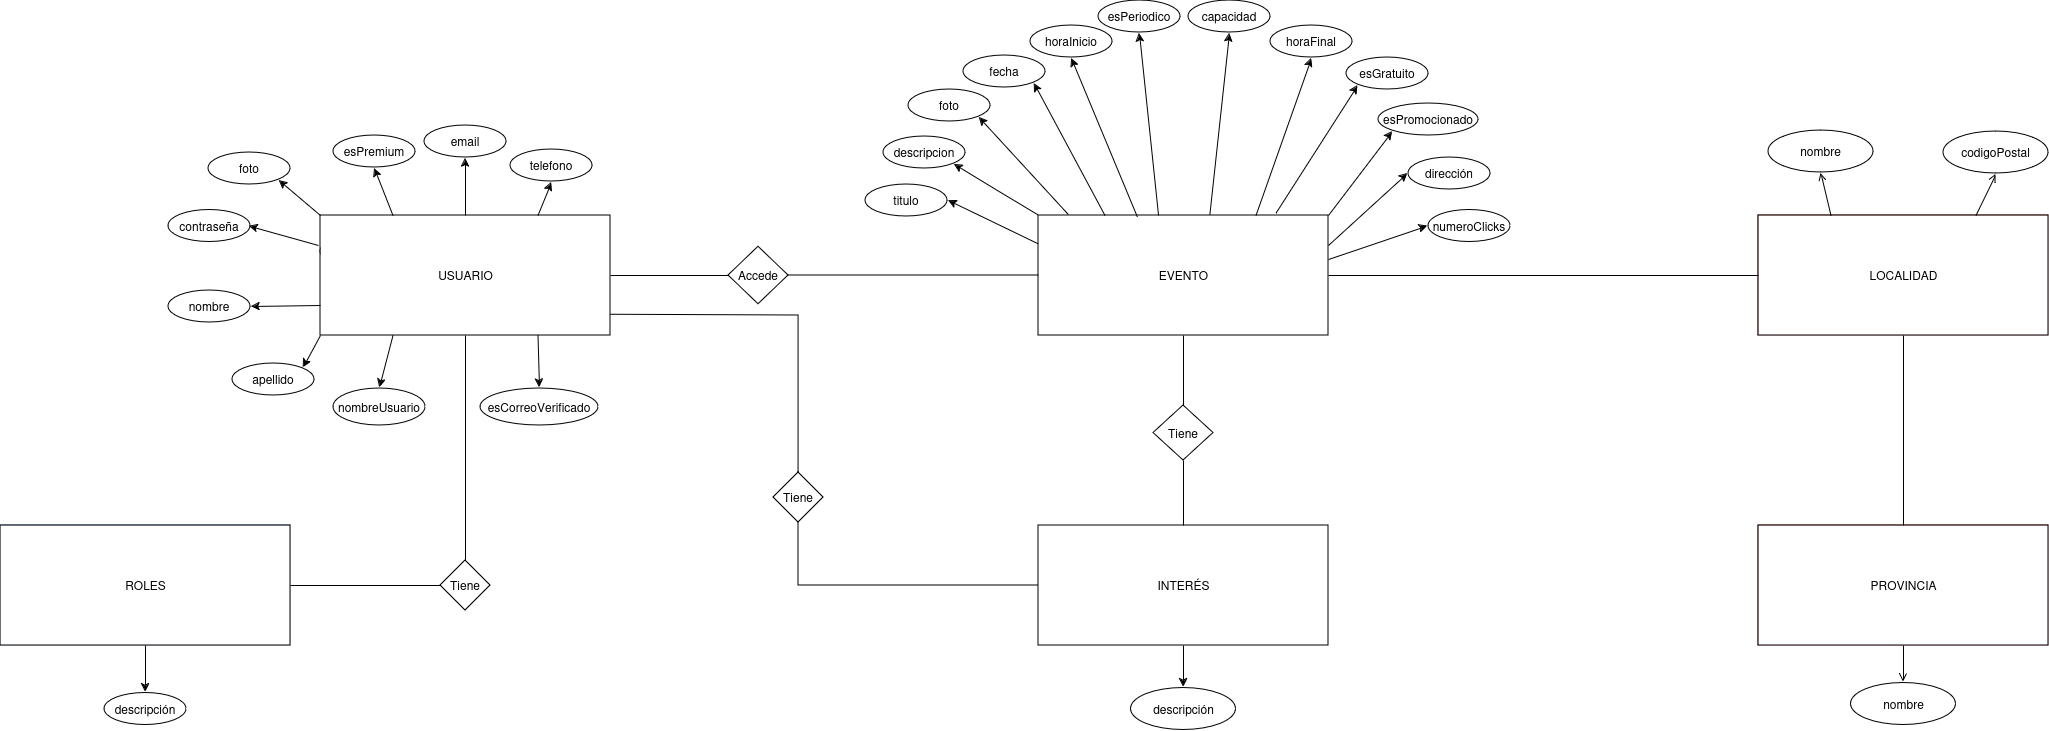 esPeriodico
capacidad
horaInicio
horaFinal
fecha
esGratuito
foto
esPromocionado
email
esPremium
descripcion
nombre
codigoPostal
telefono
foto
dirección
titulo
contraseña
numeroClicks
USUARIO
Accede
EVENTO
LOCALIDAD
nombre
apellido
nombreUsuario
esCorreoVerificado
Tiene
Tiene
ROLES
Tiene
INTERÉS
PROVINCIA
descripción
descripción
nombre